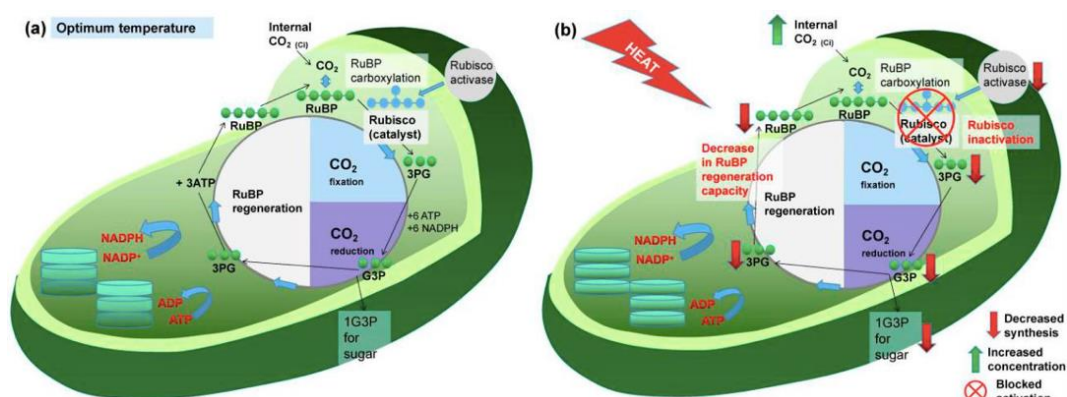 (a)
Optimum temperature
Internal
CO2 (Ci)
CO2
RuBP
carboxylation
Rubisco
activase
RuBP
RuBP
Rubisco
(catalyst)
3PG
CO2
fixation
+ 3ATP
RuBP
regeneration
+6 ATP
+6 NADPH
CO2
reduction
NADPH
NADP+
3PG
G3P
ADP
ATP
1G3P
for
sugar
(b)
HEAT
Internal
CO2 (Ci)
CO2
RuBP
carboxylation
Rubisco
activase
RuBP
RuBP
Rubisco
(catalyst)
Rubisco
inactivation
Decrease
in RuBP
regeneration
capacity
3PG
CO2
fixation
RuBP
regeneration
CO2
reduction
NADPH
NADP+
3PG
G3P
ADP
ATP
1G3P
for
sugar
Decreased
synthesis
Increased
concentration
Blocked